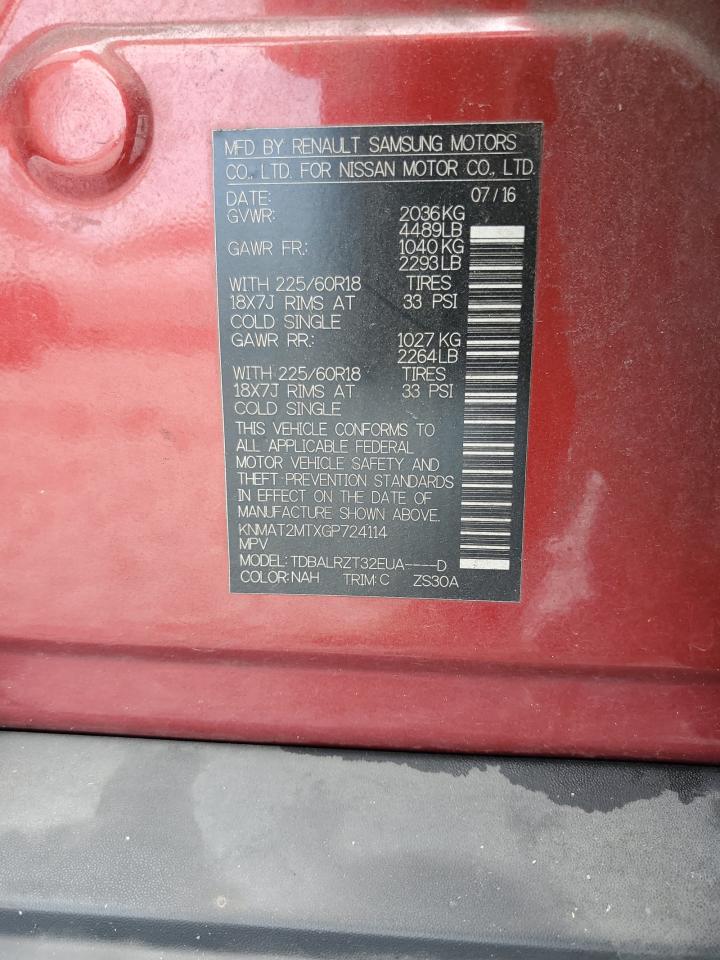 MFD BY RENAULT SAMSUNG MOTORS
CO., LTD. FOR NISSAN MOTOR CO., LTD.
DATE: 07/16
GVWR: 2036KG
4489LB
GAWR FR: 1040KG
2293LB
WITH 225/60R18 TIRES
18X7J RIMS AT 33 PSI
COLD SINGLE
GAWR RR: 1027KG
2264LB
WITH 225/60R18 TIRES
18X7J RIMS AT 33 PSI
COLD SINGLE
THIS VEHICLE CONFORMS TO
ALL APPLICABLE FEDERAL
MOTOR VEHICLE SAFETY AND
THEFT PREVENTION STANDARDS
IN EFFECT ON THE DATE OF
MANUFACTURE SHOWN ABOVE.
KNMAT2MTXGP724114
MPV
MODEL: TDBALRZT32EUA----D
COLOR: NAH TRIM: C ZS30A